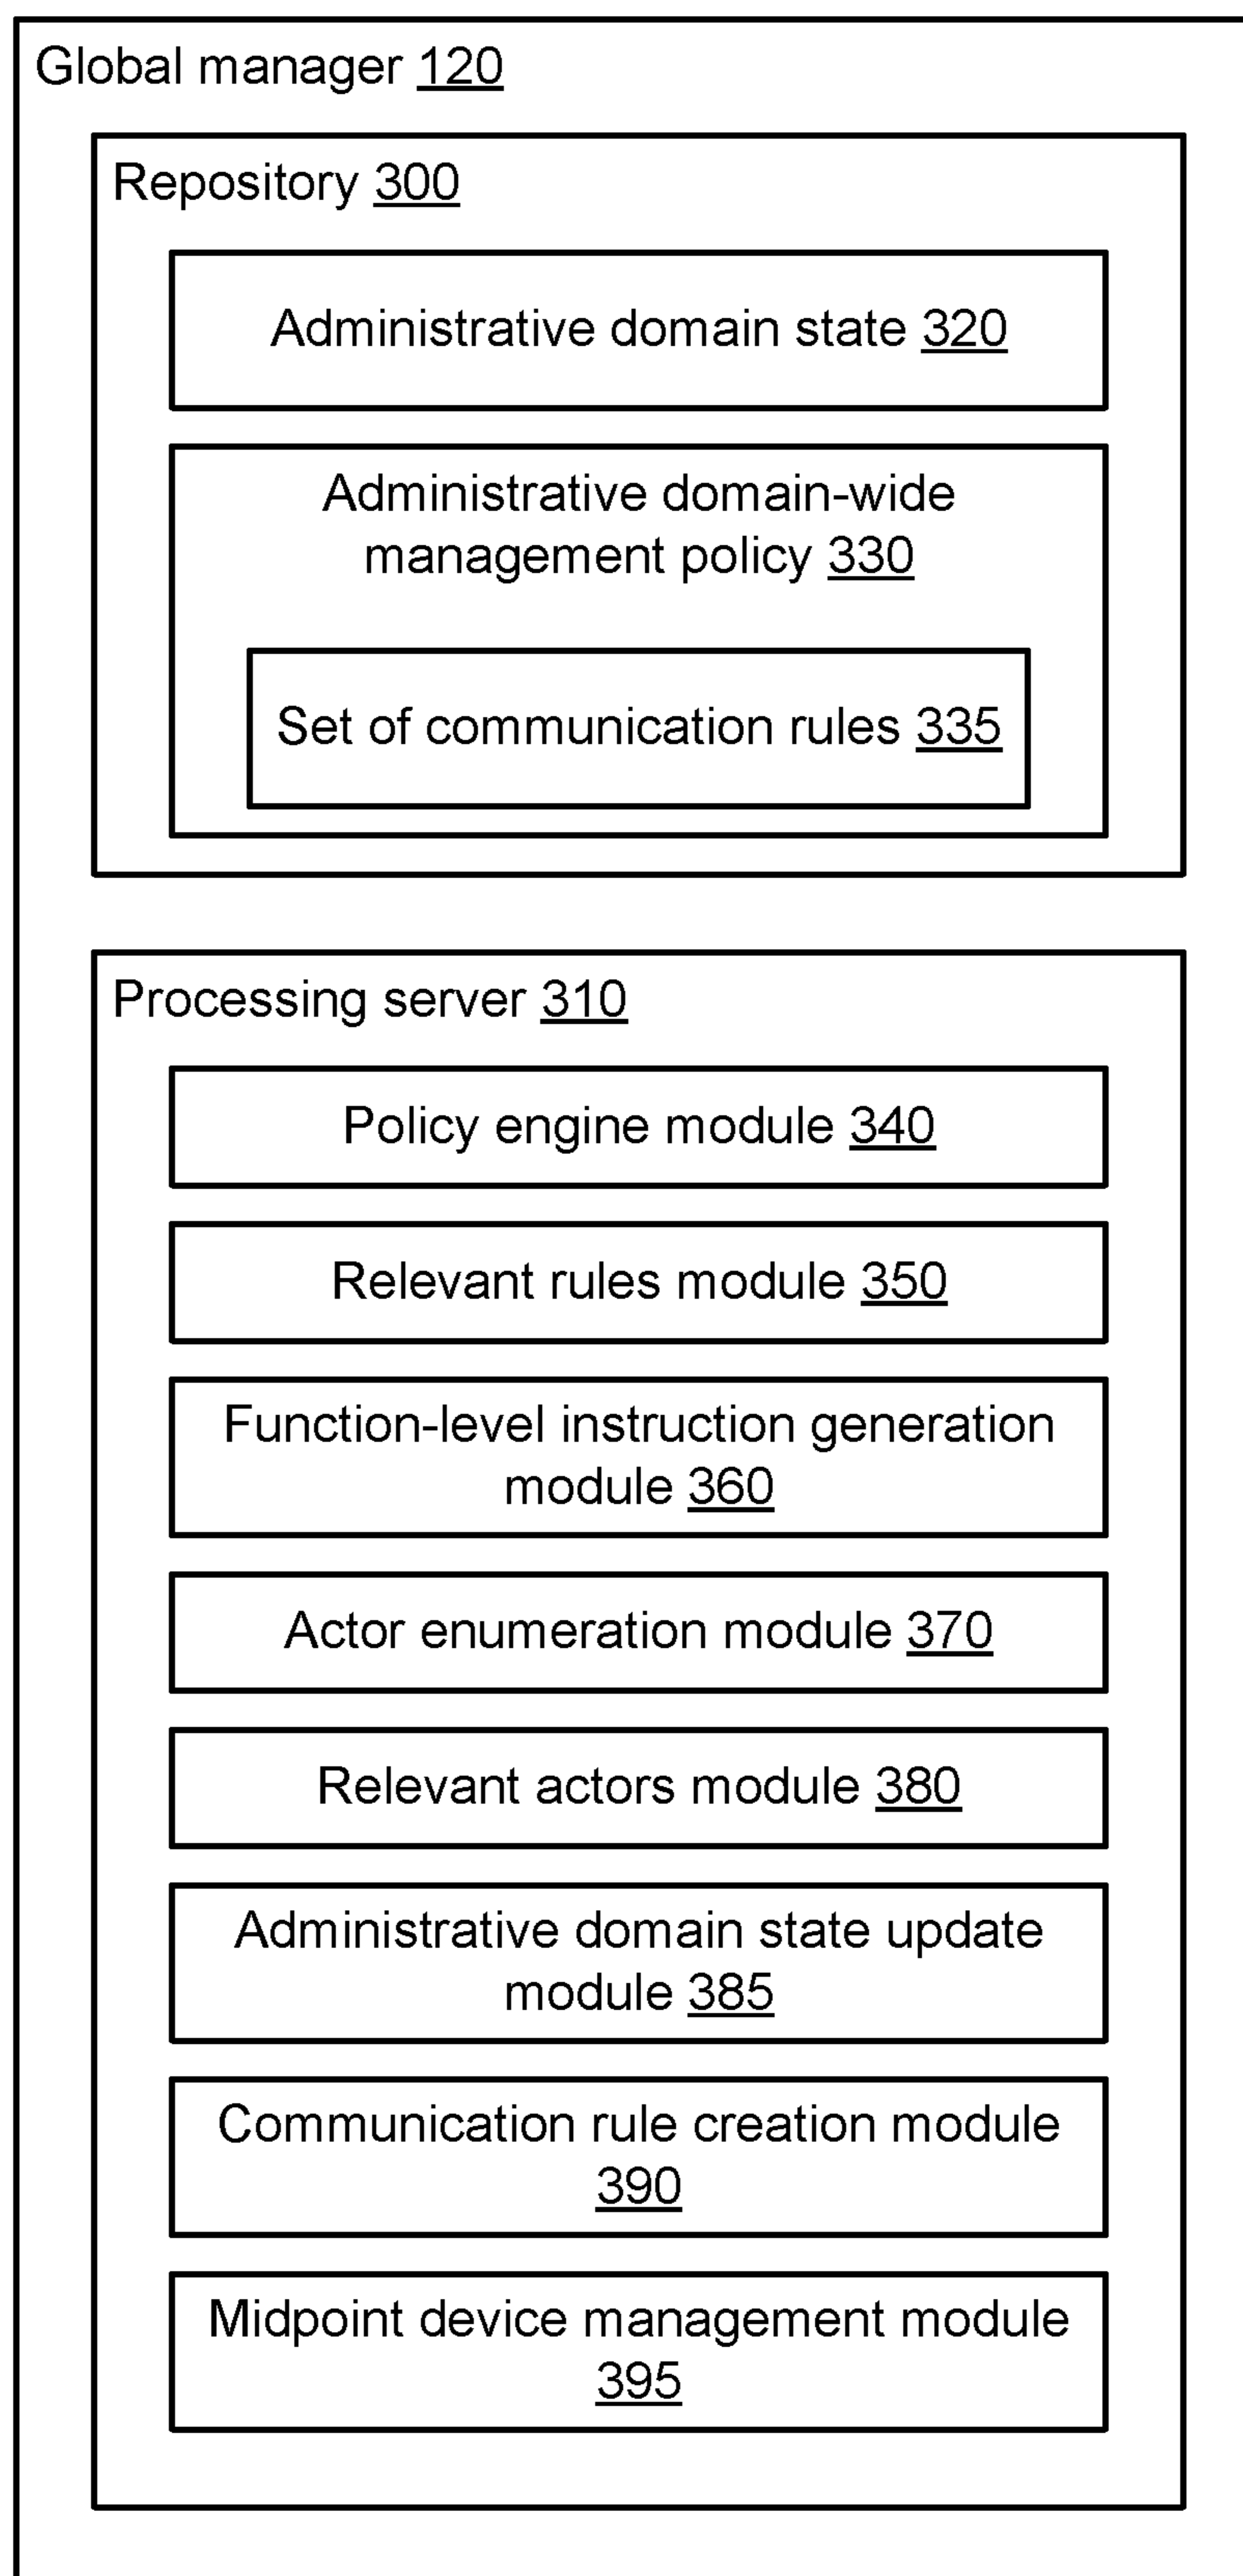 Global manager 120
Repository 300
Administrative domain state 320
Administrative domain-wide
management policy 330
Set of communication rules 335
Processing server 310
Policy engine module 340
Relevant rules module 350
Function-level instruction generation
module 360
Actor enumeration module 370
Relevant actors module 380
Administrative domain state update
module 385
Communication rule creation module
390
Midpoint device management module
395